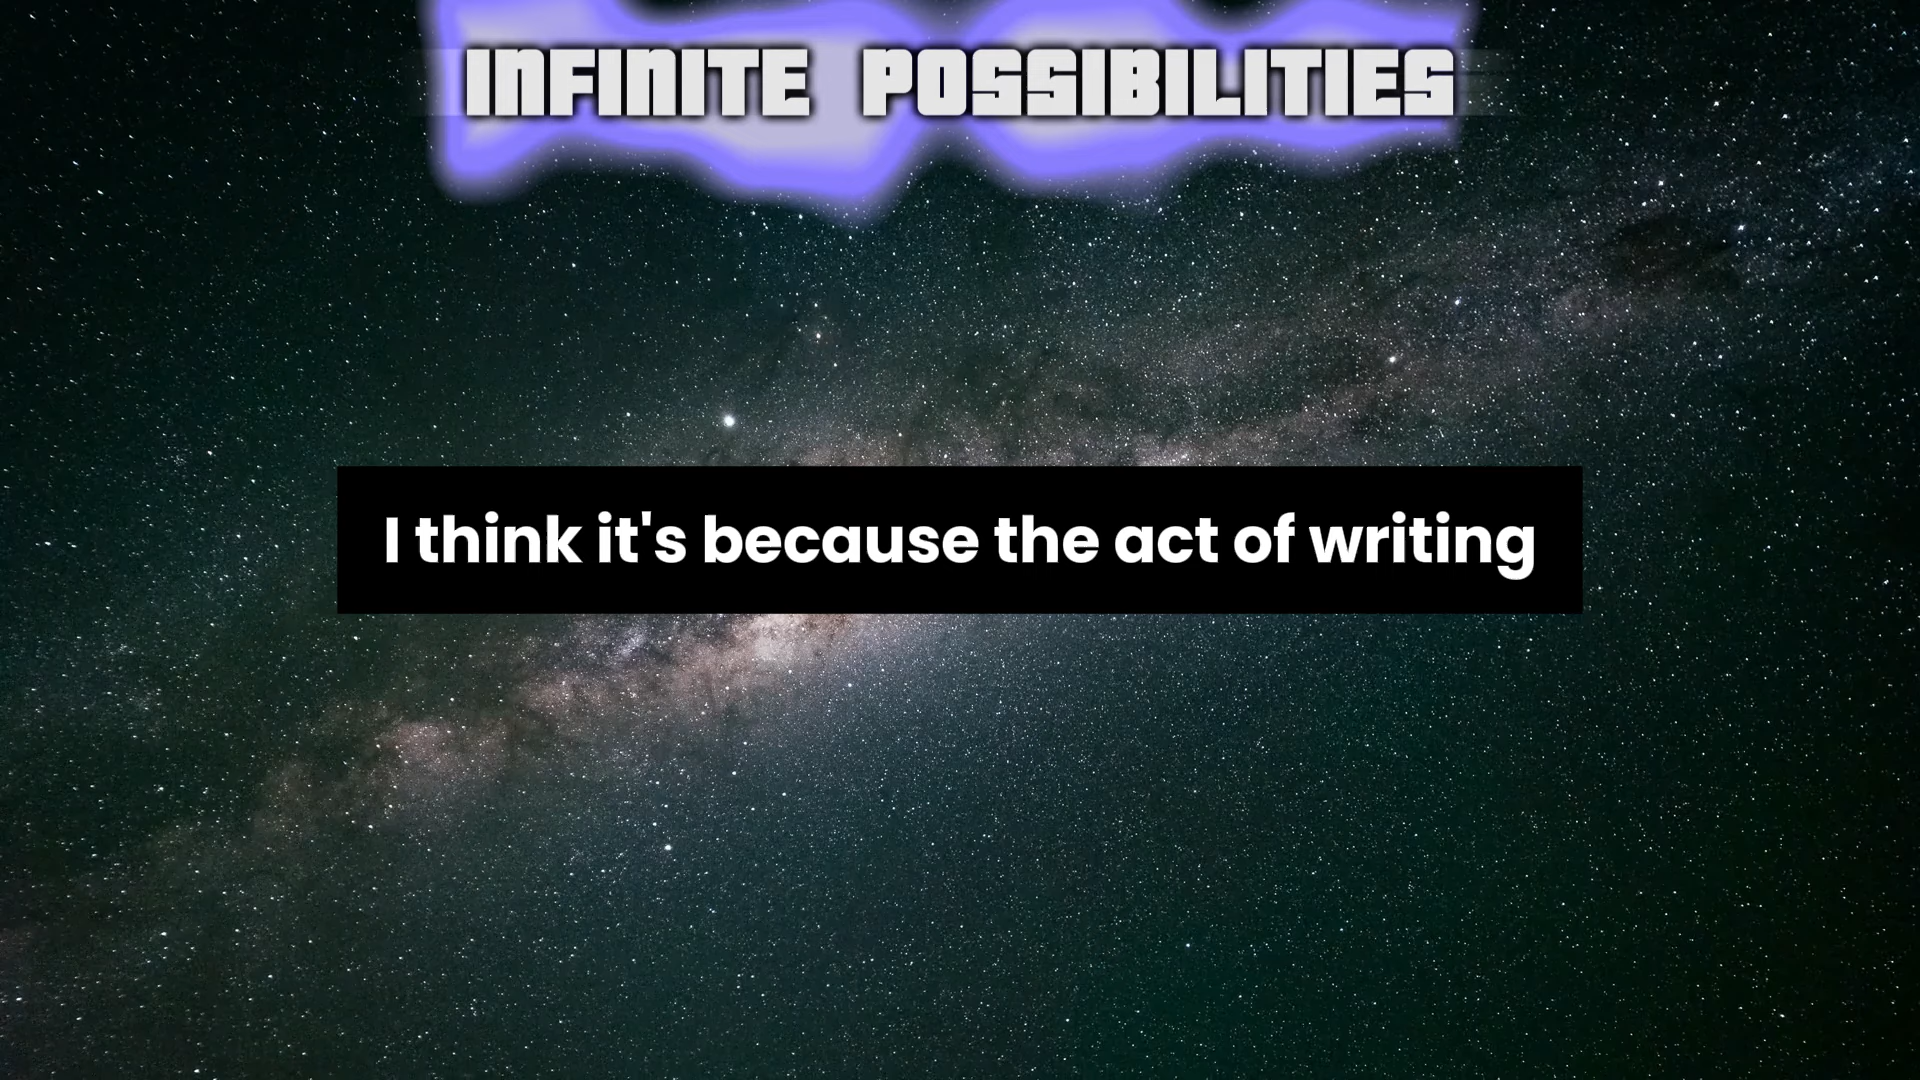 INFINITE POSSIBILITIES
I think it's because the act of writing